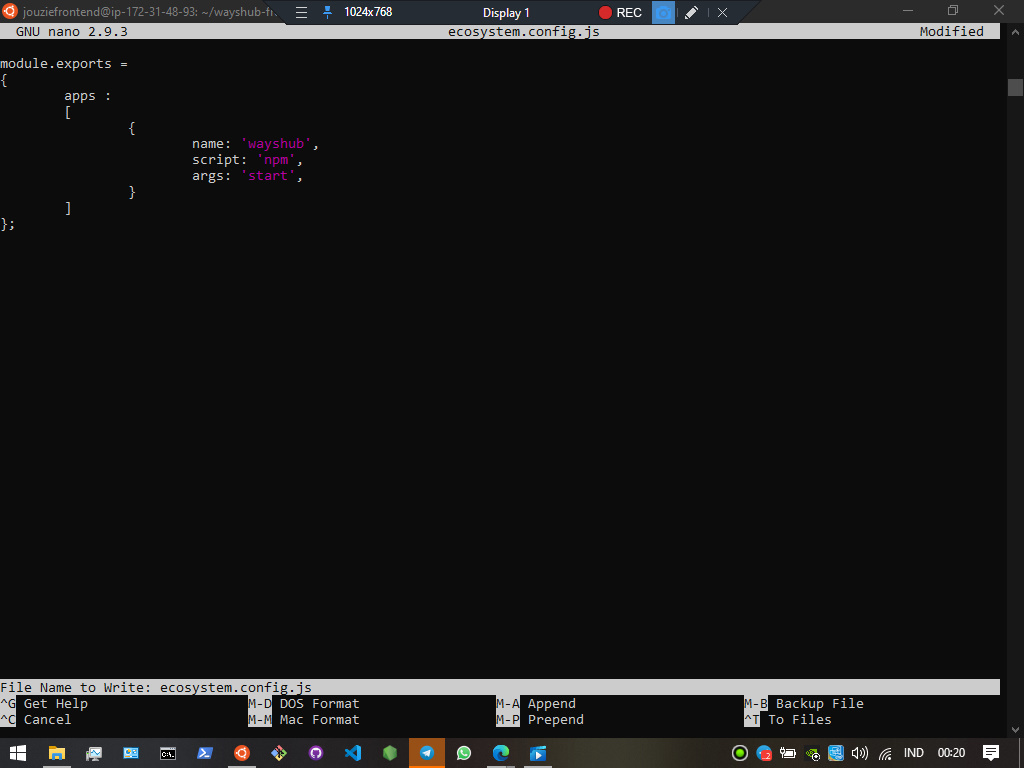 jouziefrontend@ip-172-31-48-93: ~/wayshub-fr
1024x768
Display 1
REC
GNU nano 2.9.3
ecosystem.config.js
Modified
module.exports =
{
apps :
[
{
name: 'wayshub',
script: 'npm',
args: 'start',
}
]
};
File Name to Write: ecosystem.config.js
^G Get Help
M-D DOS Format
M-A Append
M-B Backup File
^C Cancel
M-M Mac Format
M-P Prepend
^T To Files
IND
00:20